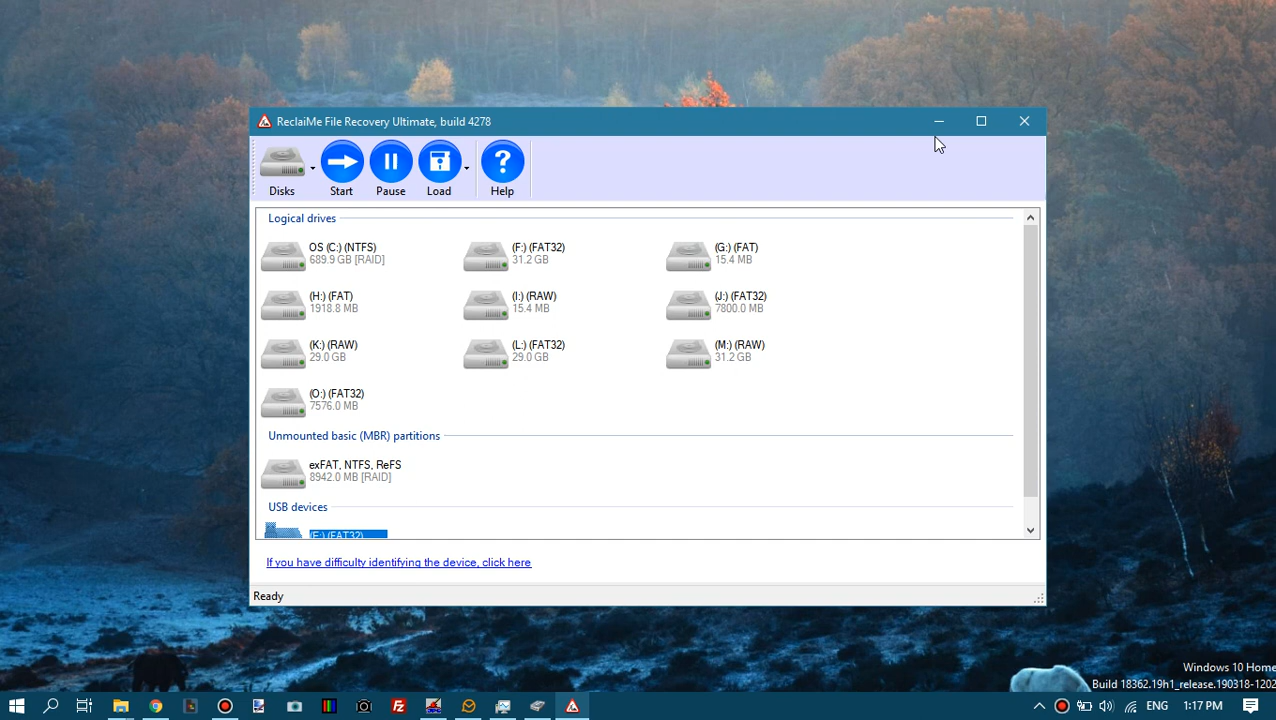 ReclaiMe File Recovery Ultimate, build 4278
Disks Start Pause Load Help
Logical drives
OS (C:) (NTFS)
689.9 GB [RAID]
(F:) (FAT32)
31.2 GB
(G:) (FAT)
15.4 MB
(H:) (FAT)
1918.8 MB
(I:) (RAW)
15.4 MB
(J:) (FAT32)
7800.0 MB
(K:) (RAW)
29.0 GB
(L:) (FAT32)
29.0 GB
(M:) (RAW)
31.2 GB
(O:) (FAT32)
7576.0 MB
Unmounted basic (MBR) partitions
exFAT, NTFS, ReFS
8942.0 MB [RAID]
USB devices
(E:) (FAT32)
If you have difficulty identifying the device, click here
Ready
Windows 10 Home
Build 18362.19h1_release.190318-1202
ENG 1:17 PM